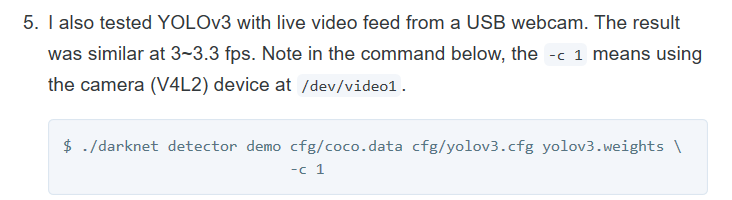 5. I also tested YOLOv3 with live video feed from a USB webcam. The result
was similar at 3~3.3 fps. Note in the command below, the -c 1 means using
the camera (V4L2) device at /dev/video1.
$ ./darknet detector demo cfg/coco.data cfg/yolov3.cfg yolov3.weights \
-c 1